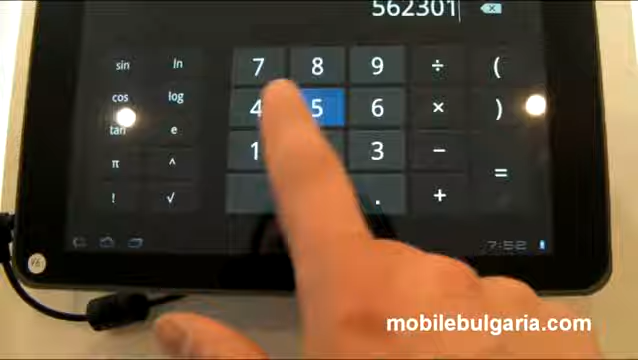 562301
sin ln 7 8 9 ÷ (
cos log 4 5 6 × )
tan e 1 3 −
π ^ =
! √ . +
7:52
mobilebulgaria.com